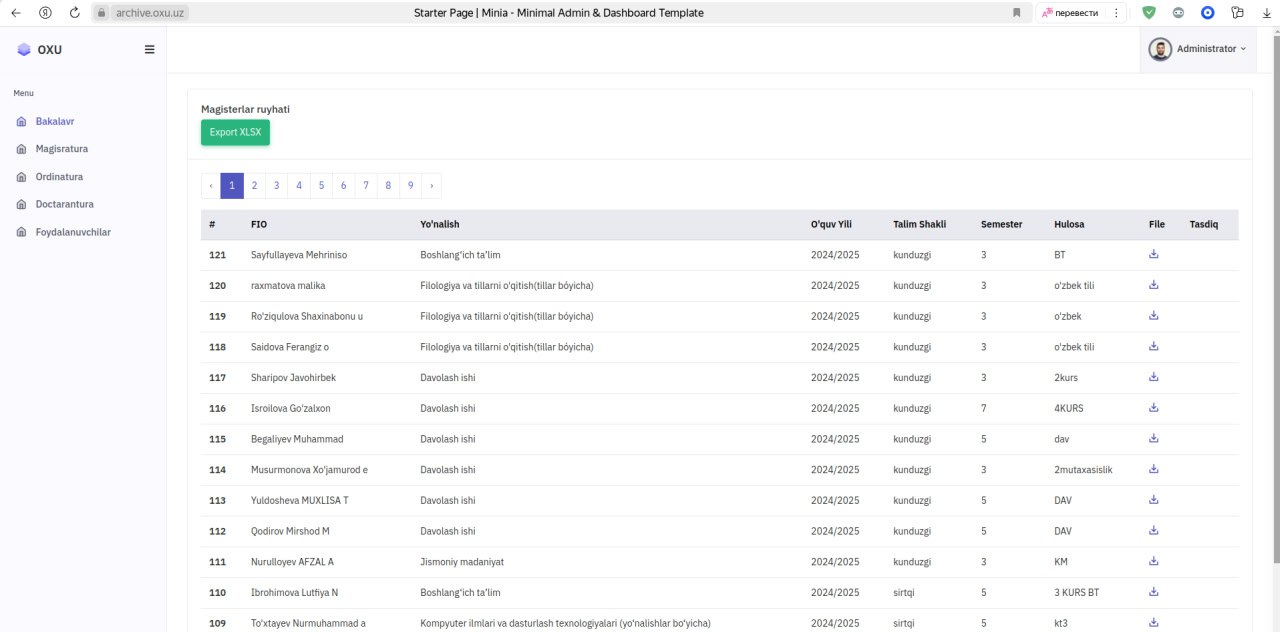 archive.oxu.uz Starter Page | Minia - Minimal Admin & Dashboard Template перевести
OXU
Administrator
Menu
Bakalavr
Magisratura
Ordinatura
Doctarantura
Foydalanuvchilar
Magisterlar ruyhati
Export XLSX
‹ 1 2 3 4 5 6 7 8 9 ›
# FIO Yo'nalish O'quv Yili Talim Shakli Semester Hulosa File Tasdiq
121 Sayfullayeva Mehriniso Boshlang‘ich ta’lim 2024/2025 kunduzgi 3 BT
120 raxmatova malika Filologiya va tillarni o'qitish(tillar bóyicha) 2024/2025 kunduzgi 3 o'zbek tili
119 Ro'ziqulova Shaxinabonu u Filologiya va tillarni o'qitish(tillar bóyicha) 2024/2025 kunduzgi 3 o'zbek
118 Saidova Ferangiz o Filologiya va tillarni o'qitish(tillar bóyicha) 2024/2025 kunduzgi 3 o'zbek tili
117 Sharipov Javohirbek Davolash ishi 2024/2025 kunduzgi 3 2kurs
116 Isroilova Go'zalxon Davolash ishi 2024/2025 kunduzgi 7 4KURS
115 Begaliyev Muhammad Davolash ishi 2024/2025 kunduzgi 5 dav
114 Musurmonova Xo'jamurod e Davolash ishi 2024/2025 kunduzgi 3 2mutaxasislik
113 Yuldosheva MUXLISA T Davolash ishi 2024/2025 kunduzgi 5 DAV
112 Qodirov Mirshod M Davolash ishi 2024/2025 kunduzgi 5 DAV
111 Nurulloyev AFZAL A Jismoniy madaniyat 2024/2025 kunduzgi 3 KM
110 Ibrohimova Lutfiya N Boshlang‘ich ta’lim 2024/2025 sirtqi 5 3 KURS BT
109 To'xtayev Nurmuhammad a Kompyuter ilmlari va dasturlash texnologiyalari (yo‘nalishlar bo‘yicha) 2024/2025 sirtqi 5 kt3